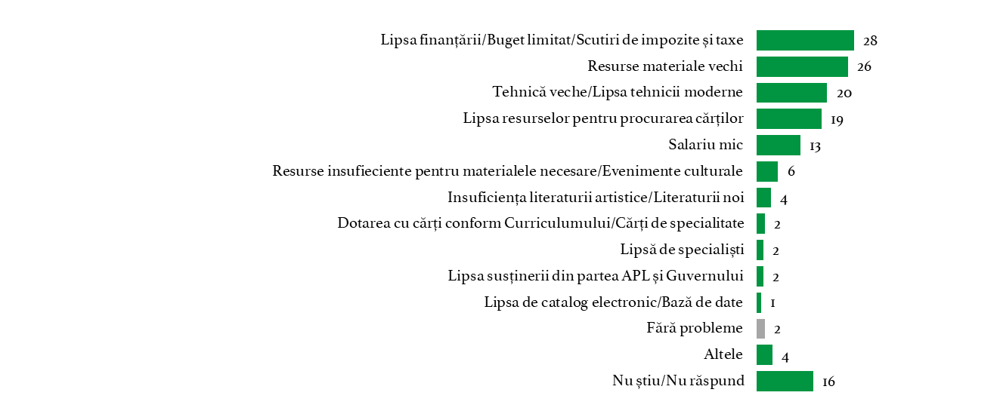 Lipsa finanțării/Buget limitat/Scutiri de impozite și taxe 28
Resurse materiale vechi 26
Tehnică veche/Lipsa tehnicii moderne 20
Lipsa resurselor pentru procurarea cărților 19
Salariu mic 13
Resurse insufieciente pentru materialele necesare/Evenimente culturale 6
Insuficiența literaturii artistice/Literaturii noi 4
Dotarea cu cărți conform Curriculumului/Cărți de specialitate 2
Lipsă de specialiști 2
Lipsa susținerii din partea APL și Guvernului 2
Lipsa de catalog electronic/Bază de date 1
Fără probleme 2
Altele 4
Nu știu/Nu răspund 16